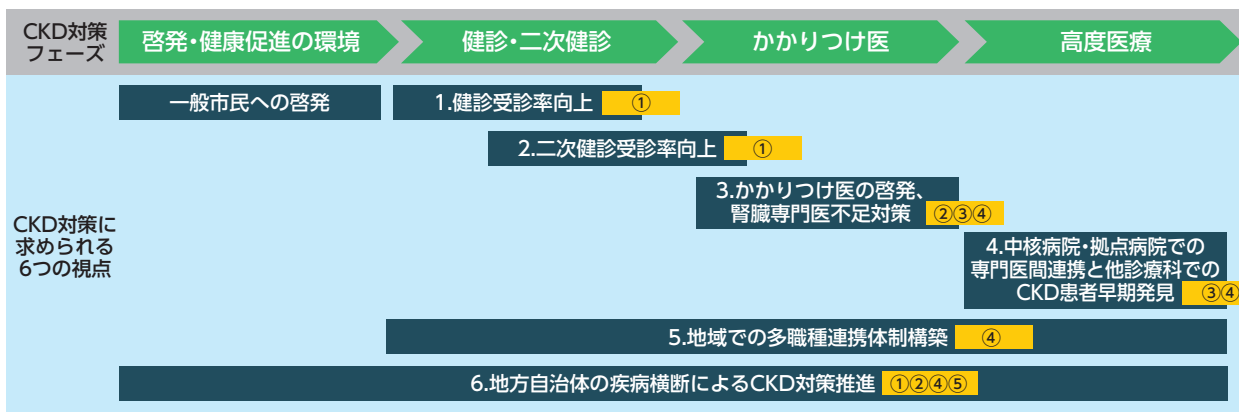 CKD対策
フェーズ
啓発・健康促進の環境
健診・二次健診
かかりつけ医
高度医療
CKD対策に
求められる
6つの視点
一般市民への啓発
1.健診受診率向上 ①
2.二次健診受診率向上 ①
3.かかりつけ医の啓発、
腎臓専門医不足対策 ②③④
4.中核病院・拠点病院での
専門医間連携と他診療科での
CKD患者早期発見 ③④
5.地域での多職種連携体制構築 ④
6.地方自治体の疾病横断によるCKD対策推進 ①②④⑤